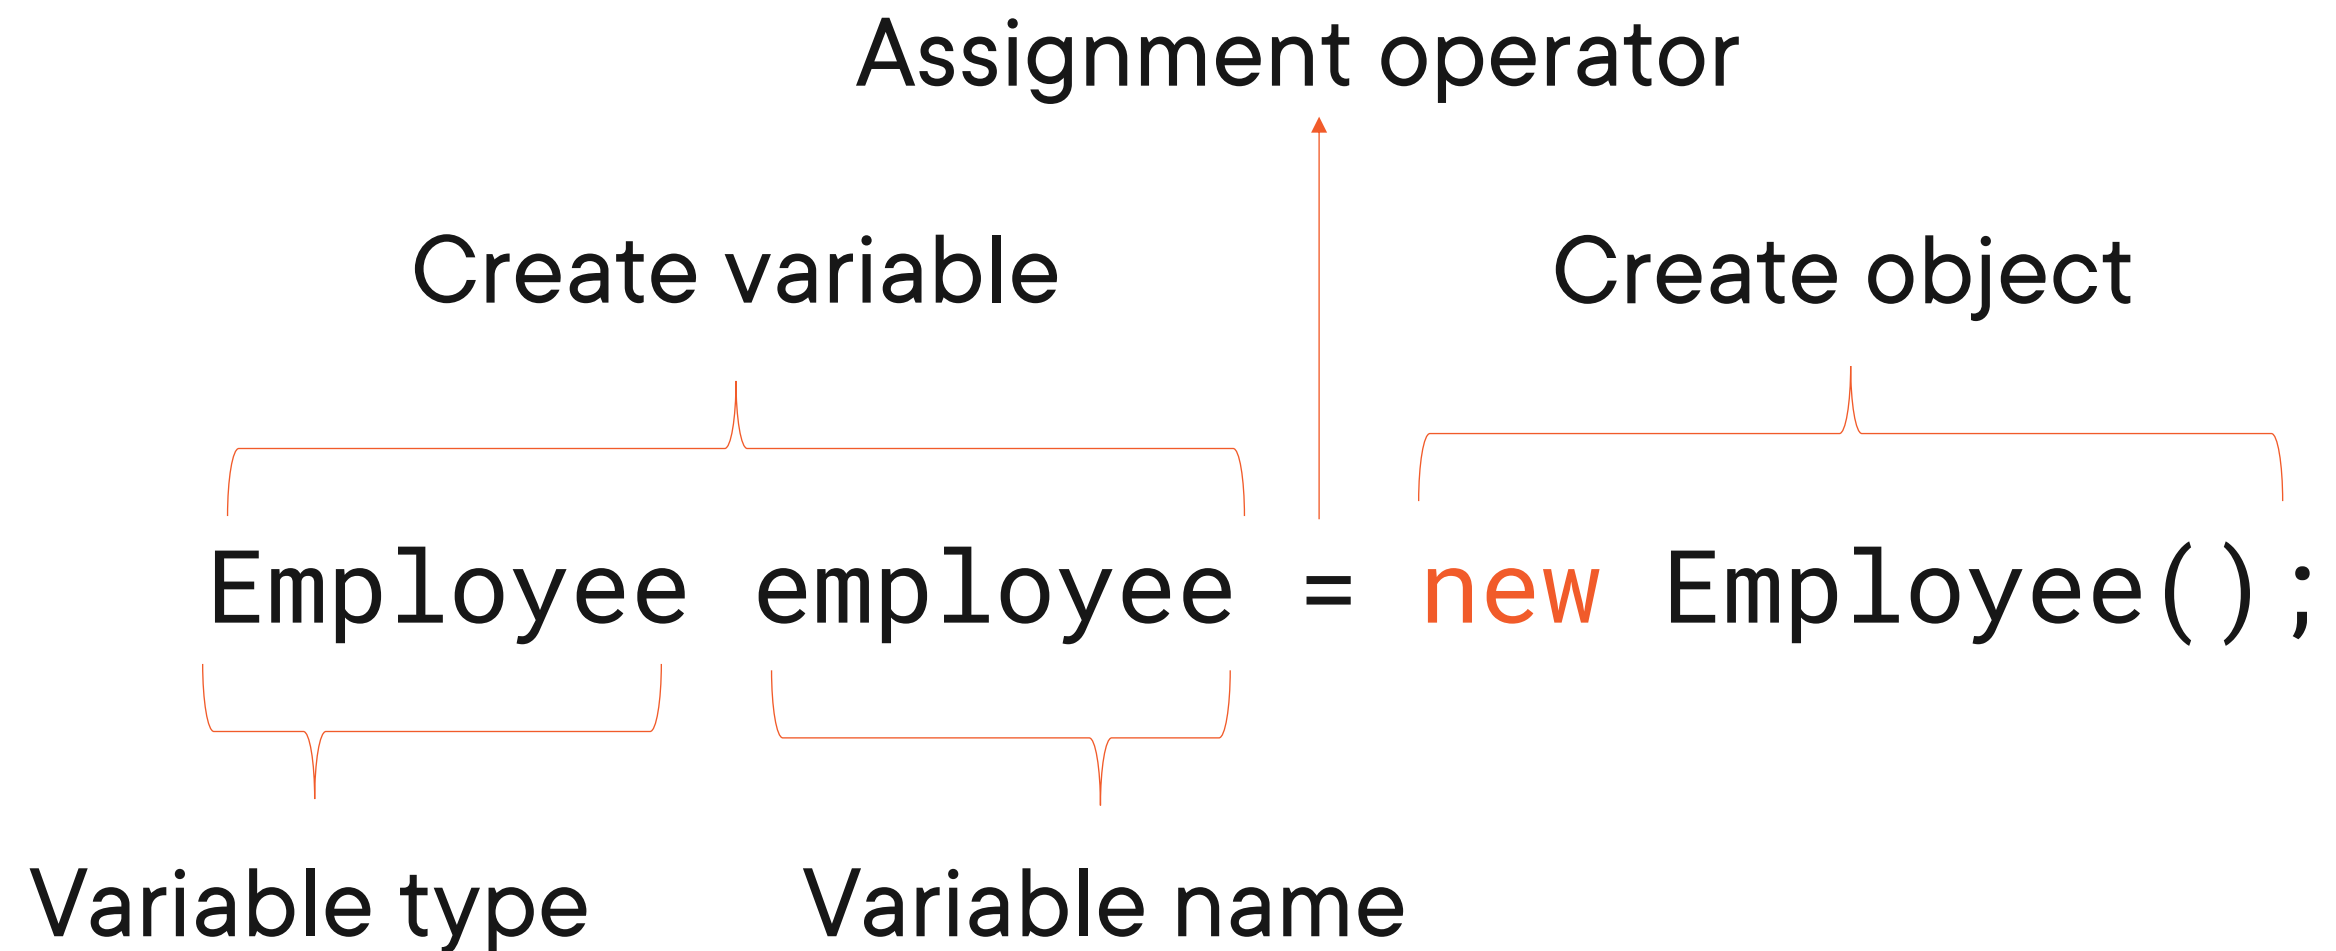 Assignment operator
Create variable
Create object
Employee employee = new Employee();
Variable type
Variable name